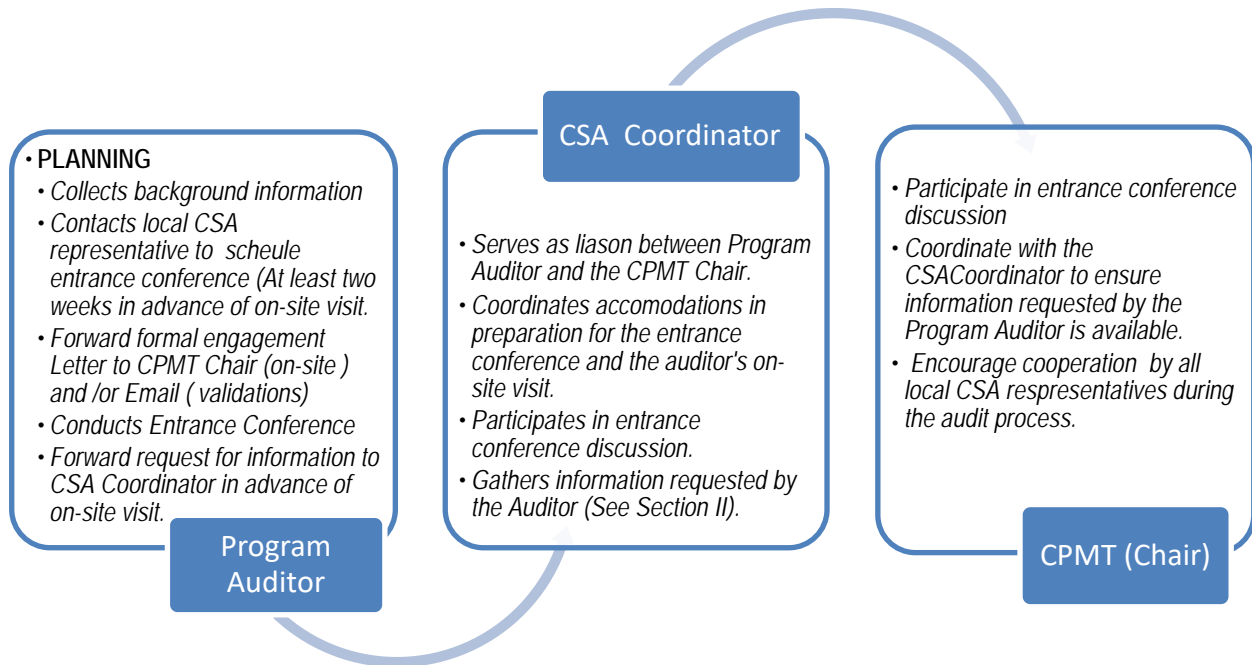 • PLANNING
• Collects background information
• Contacts local CSA
representative to scheule
entrance conference (At least two
weeks in advance of on-site visit.
• Forward formal engagement
Letter to CPMT Chair (on-site )
and /or Email ( validations)
• Conducts Entrance Conference
• Forward request for information to
CSA Coordinator in advance of
on-site visit.
Program
Auditor
CSA Coordinator
• Serves as liason between Program
Auditor and the CPMT Chair.
• Coordinates accomodations in
preparation for the entrance
conference and the auditor's on-
site visit.
• Participates in entrance
conference discussion.
• Gathers information requested by
the Auditor (See Section II).
• Participate in entrance conference
discussion
• Coordinate with the
CSACoordinator to ensure
information requested by the
Program Auditor is available.
• Encourage cooperation by all
local CSA respresentatives during
the audit process.
CPMT (Chair)